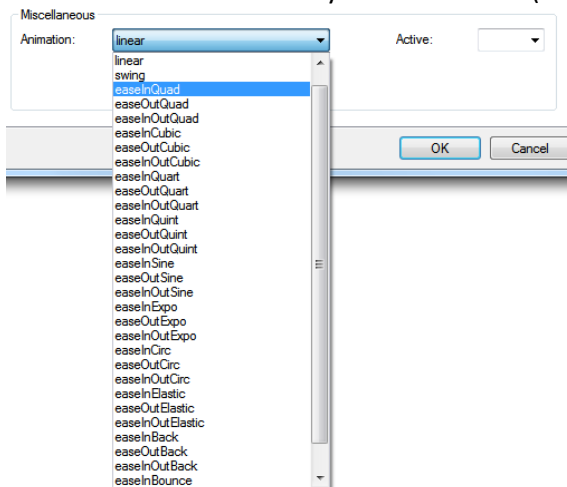 Miscellaneous
Animation: linear Active:
linear
swing
easeInQuad
easeOutQuad
easeInOutQuad
easeInCubic
easeOutCubic
easeInOutCubic
OK Cancel
easeInQuart
easeOutQuart
easeInOutQuart
easeInQuint
easeOutQuint
easeInOutQuint
easeInSine
easeOutSine
easeInOutSine
easeInExpo
easeOutExpo
easeInOutExpo
easeInCirc
easeOutCirc
easeInOutCirc
easeInElastic
easeOutElastic
easeInOutElastic
easeInBack
easeOutBack
easeInOutBack
easeInBounce